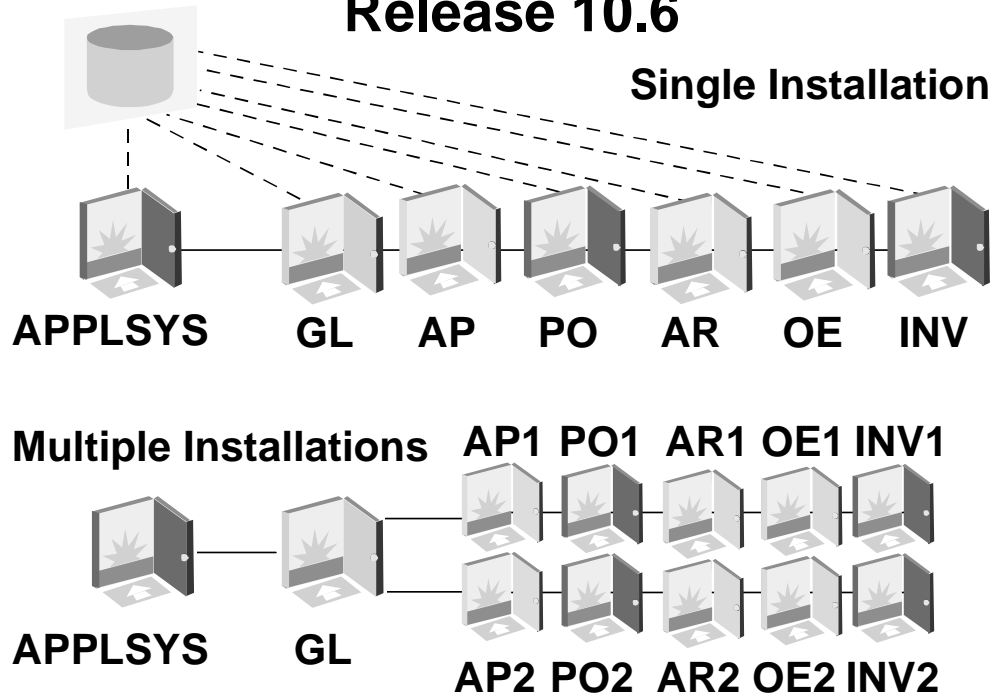 Release 10.6
Single Installation
APPLSYS GL AP PO AR OE INV
Multiple Installations
AP1 PO1 AR1 OE1 INV1
APPLSYS GL
AP2 PO2 AR2 OE2 INV2